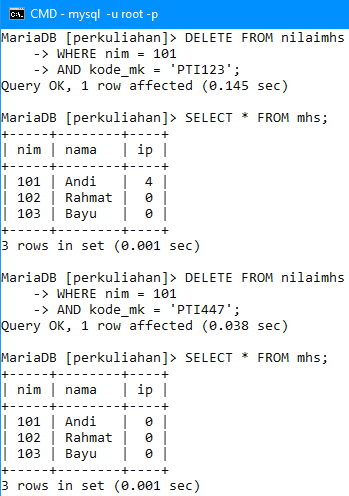 CMD - mysql -u root -p
MariaDB [perkuliahan]> DELETE FROM nilaimhs
    -> WHERE nim = 101
    -> AND kode_mk = 'PTI123';
Query OK, 1 row affected (0.145 sec)

MariaDB [perkuliahan]> SELECT * FROM mhs;
+-----+--------+----+
| nim | nama   | ip |
+-----+--------+----+
| 101 | Andi   |  4 |
| 102 | Rahmat |  0 |
| 103 | Bayu   |  0 |
+-----+--------+----+
3 rows in set (0.001 sec)

MariaDB [perkuliahan]> DELETE FROM nilaimhs
    -> WHERE nim = 101
    -> AND kode_mk = 'PTI447';
Query OK, 1 row affected (0.038 sec)

MariaDB [perkuliahan]> SELECT * FROM mhs;
+-----+--------+----+
| nim | nama   | ip |
+-----+--------+----+
| 101 | Andi   |  0 |
| 102 | Rahmat |  0 |
| 103 | Bayu   |  0 |
+-----+--------+----+
3 rows in set (0.001 sec)